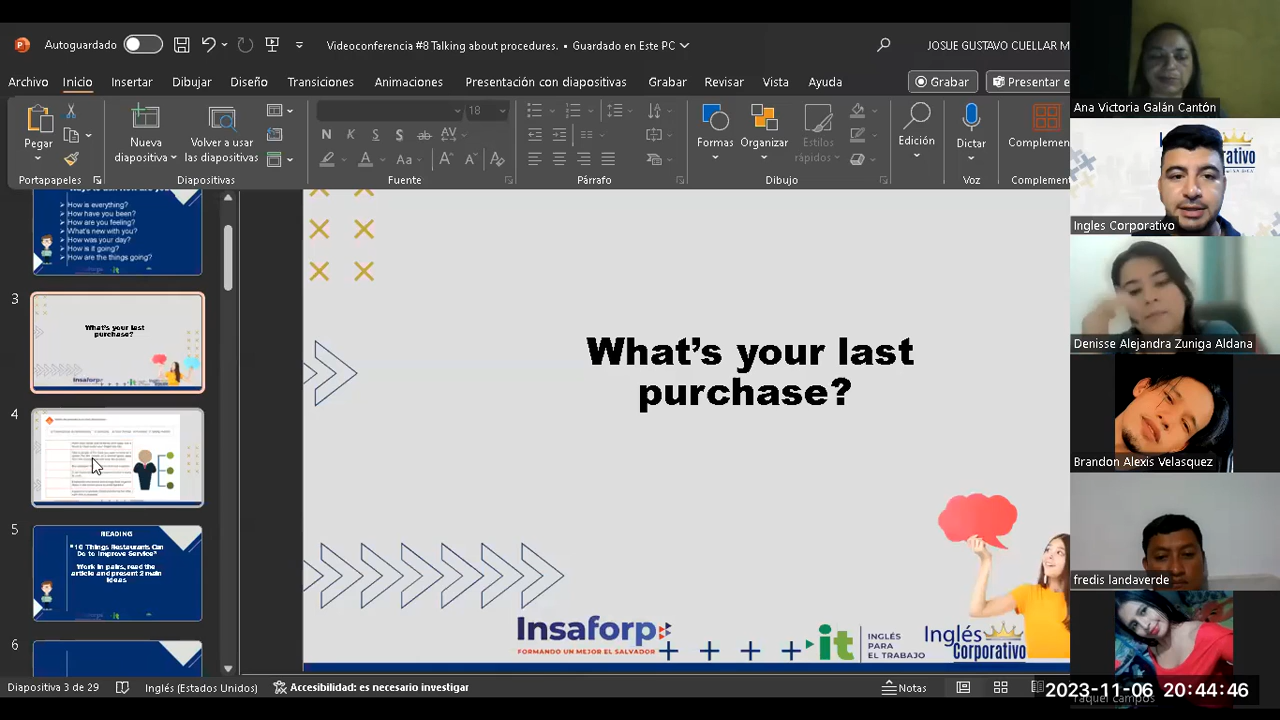 Autoguardado
Videoconferencia #8 Talking about procedures. • Guardado en Este PC
JOSUE GUSTAVO CUELLAR M
Archivo Inicio Insertar Dibujar Diseño Transiciones Animaciones Presentación con diapositivas Grabar Revisar Vista Ayuda
Grabar
Presentar e
18
Pegar
Nueva diapositiva
Volver a usar las diapositivas
N K S S ab AV
Aa
Formas
Organizar
Estilos rápidos
Edición
Dictar
Complemen
Portapapeles
Diapositivas
Fuente
Párrafo
Dibujo
Voz
Complement
How is everything?
How have you been?
How are you feeling?
What's new with you?
How was your day?
How is it going?
How are the things going?
3
What's your last
purchase?
Insaforp
4
5
READING
"10 Things Restaurants Can
Do to Improve Service"
Work in pairs, read the
article and present 2 main
ideas
6
What's your last
purchase?
Insaforp
FORMANDO UN MEJOR EL SALVADOR
it
INGLÉS
PARA
EL TRABAJO
Inglés
Corporativo
Diapositiva 3 de 29
Inglés (Estados Unidos)
Accesibilidad: es necesario investigar
Notas
Ana Victoria Galán Cantón
Ingles Corporativo
Denisse Alejandra Zuniga Aldana
Brandon Alexis Velasquez
fredis landaverde
raquel campos
2023-11-06 20:44:46